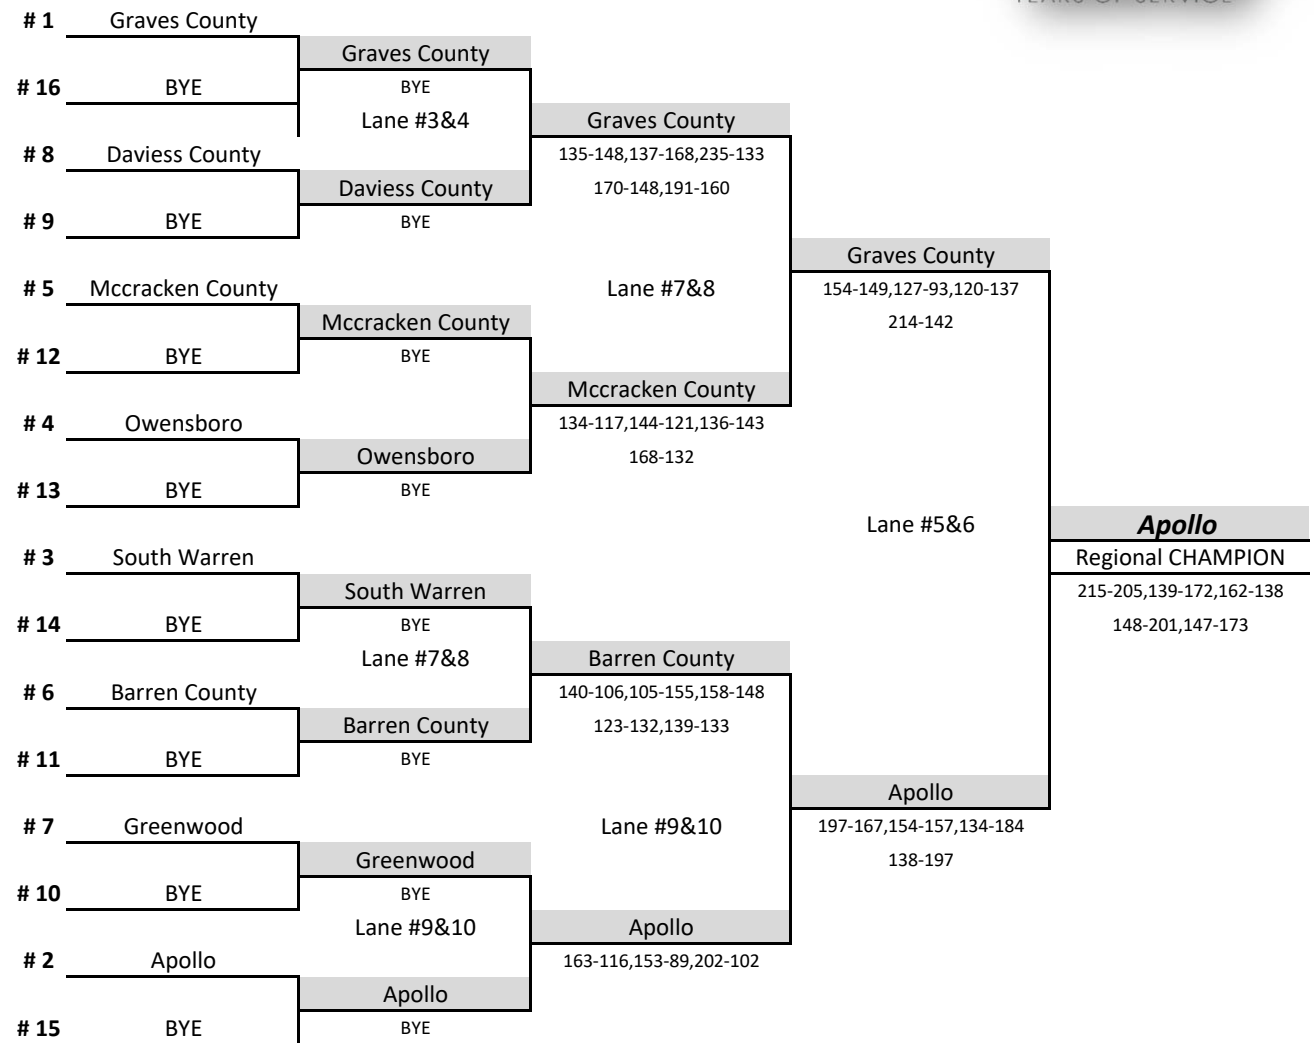 YEARS OF SERVICE
# 1 Graves County
Graves County
# 16 BYE BYE
Lane #3&4 Graves County
# 8 Daviess County 135-148,137-168,235-133
Daviess County 170-148,191-160
# 9 BYE BYE
Graves County
# 5 Mccracken County Lane #7&8 154-149,127-93,120-137
Mccracken County 214-142
# 12 BYE BYE
Mccracken County
# 4 Owensboro 134-117,144-121,136-143
Owensboro 168-132
# 13 BYE BYE
Lane #5&6 Apollo
# 3 South Warren Regional CHAMPION
South Warren 215-205,139-172,162-138
# 14 BYE BYE 148-201,147-173
Lane #7&8 Barren County
# 6 Barren County 140-106,105-155,158-148
Barren County 123-132,139-133
# 11 BYE BYE
Apollo
# 7 Greenwood Lane #9&10 197-167,154-157,134-184
Greenwood 138-197
# 10 BYE BYE
Lane #9&10 Apollo
# 2 Apollo 163-116,153-89,202-102
Apollo
# 15 BYE BYE